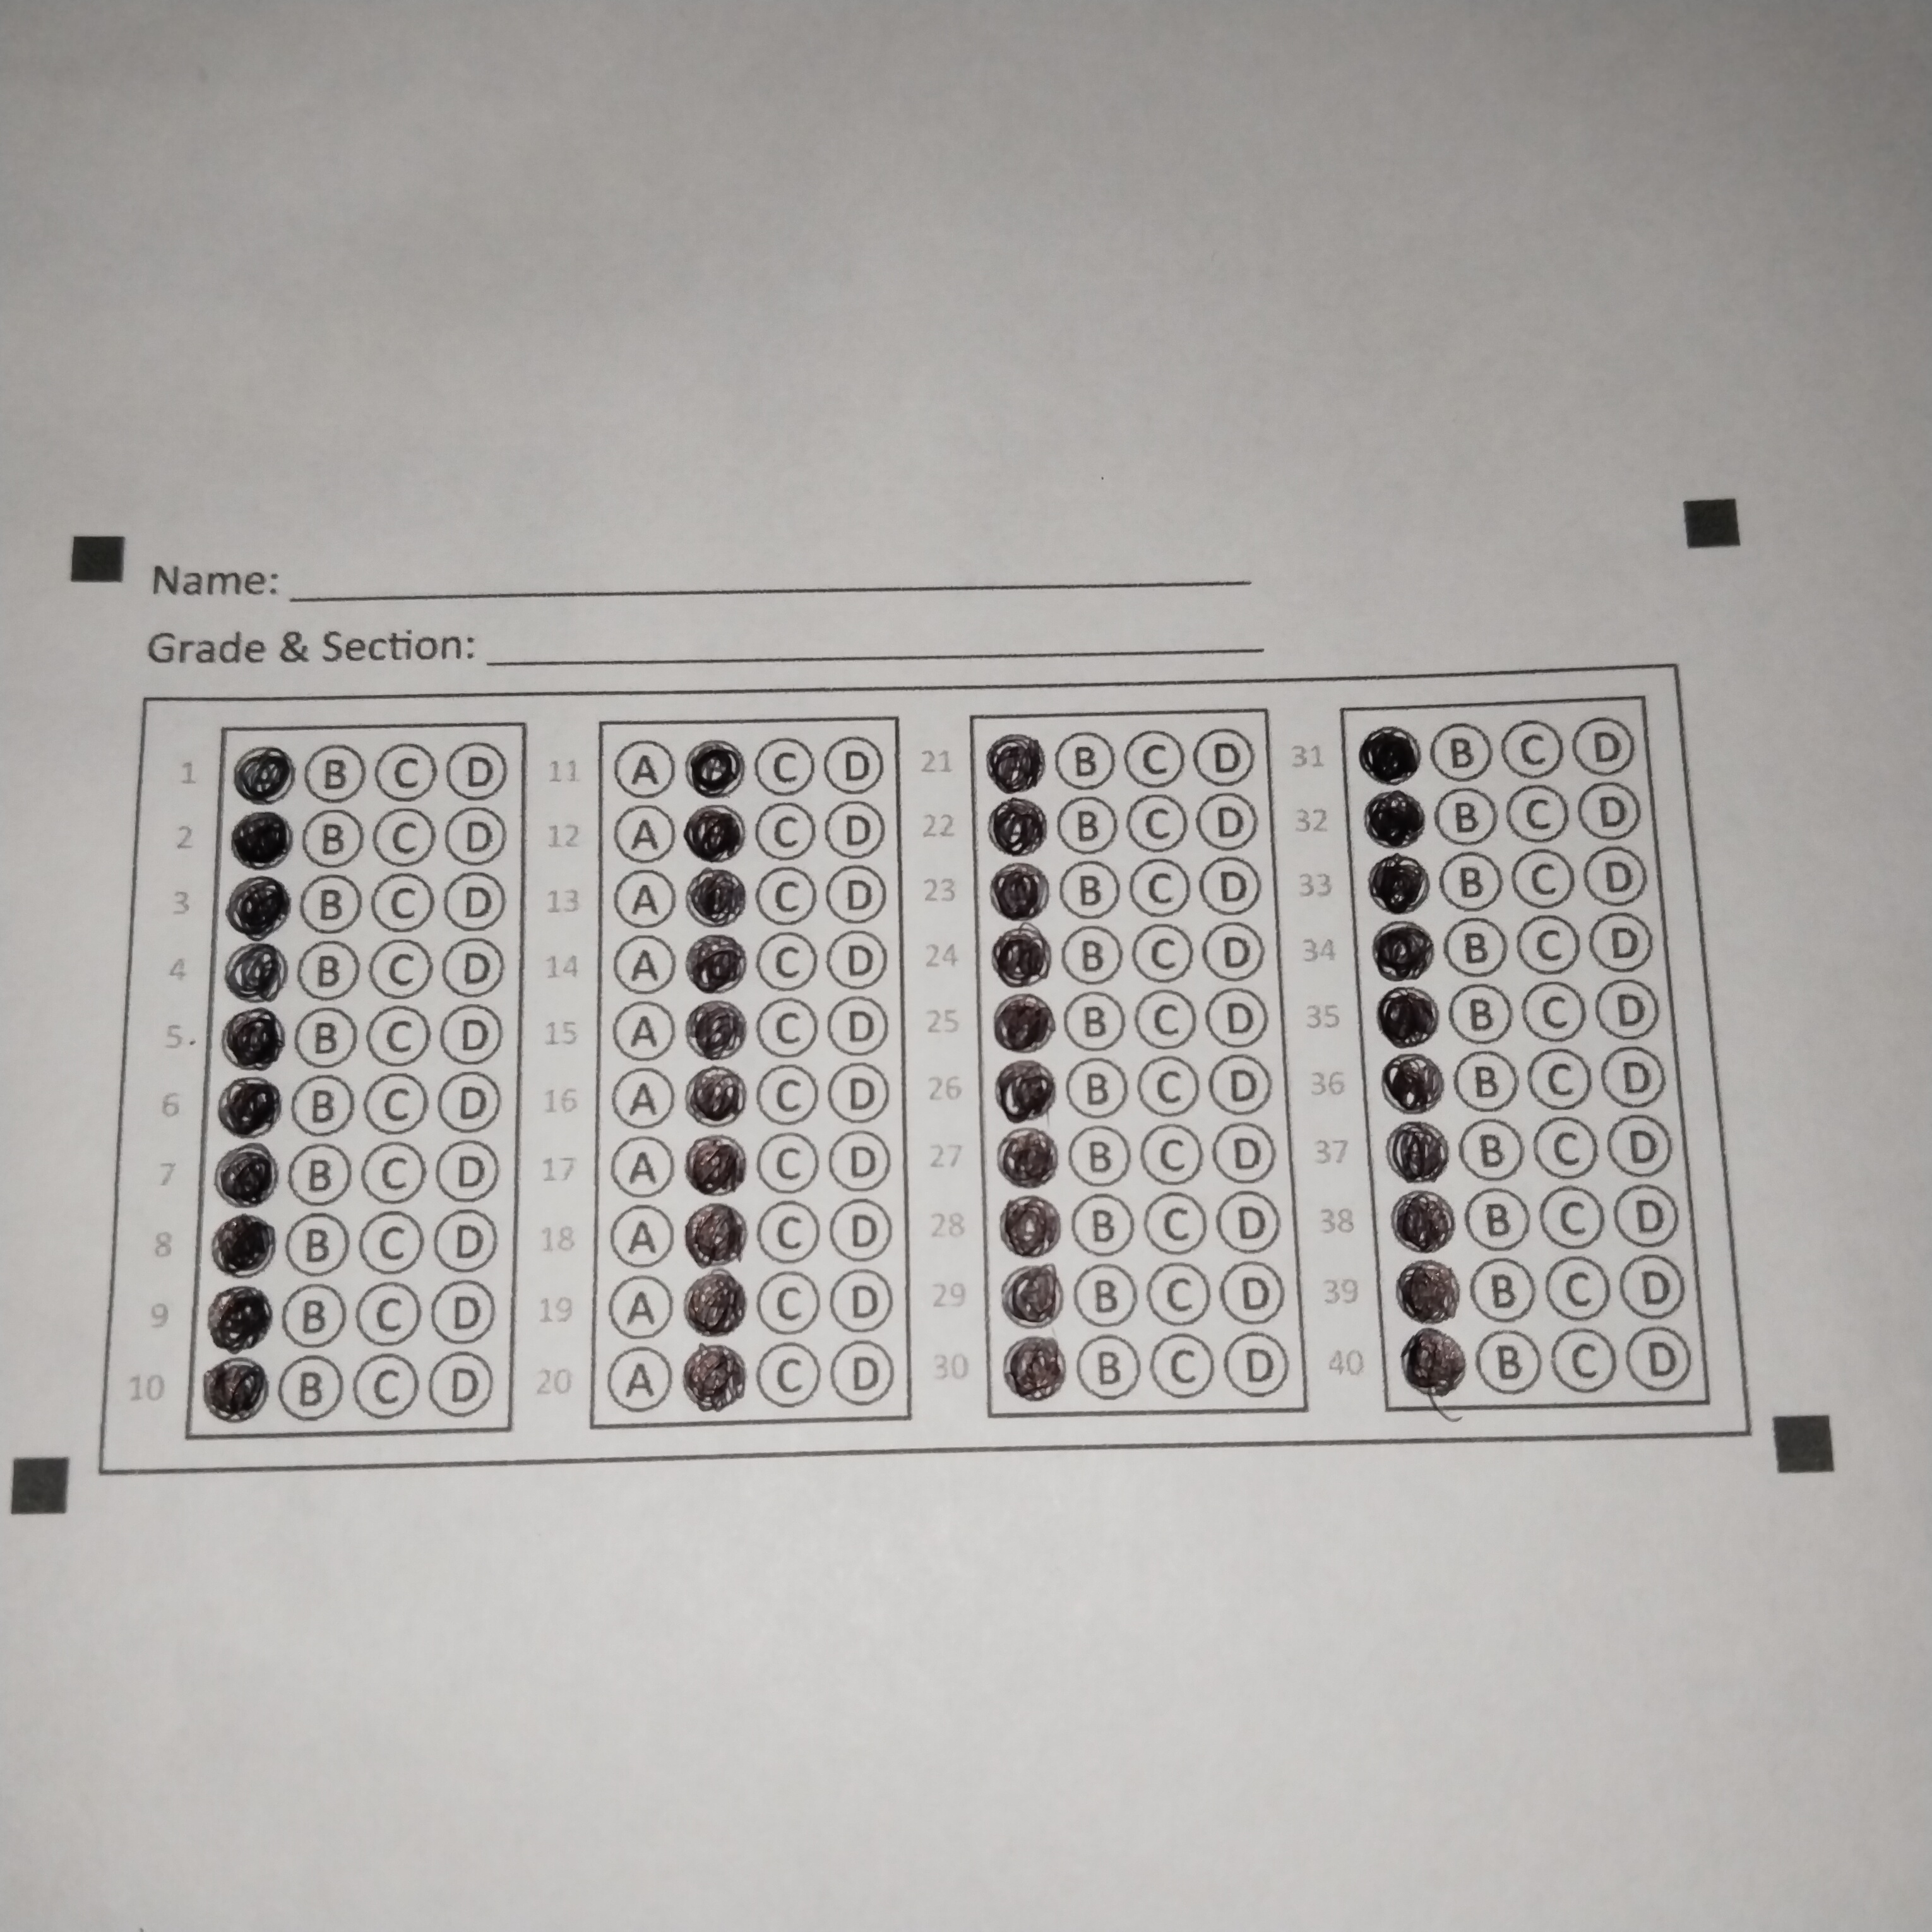 Name: ____________________
Grade & Section: ____________________
1 B C D 11 A C D 21 B C D 31 B C D
2 B C D 12 A C D 22 B C D 32 B C D
3 B C D 13 A C D 23 B C D 33 B C D
4 B C D 14 A C D 24 B C D 34 B C D
5. B C D 15 A C D 25 B C D 35 B C D
6 B C D 16 A C D 26 B C D 36 B C D
7 B C D 17 A C D 27 B C D 37 B C D
8 B C D 18 A C D 28 B C D 38 B C D
9 B C D 19 A C D 29 B C D 39 B C D
10 B C D 20 A C D 30 B C D 40 B C D